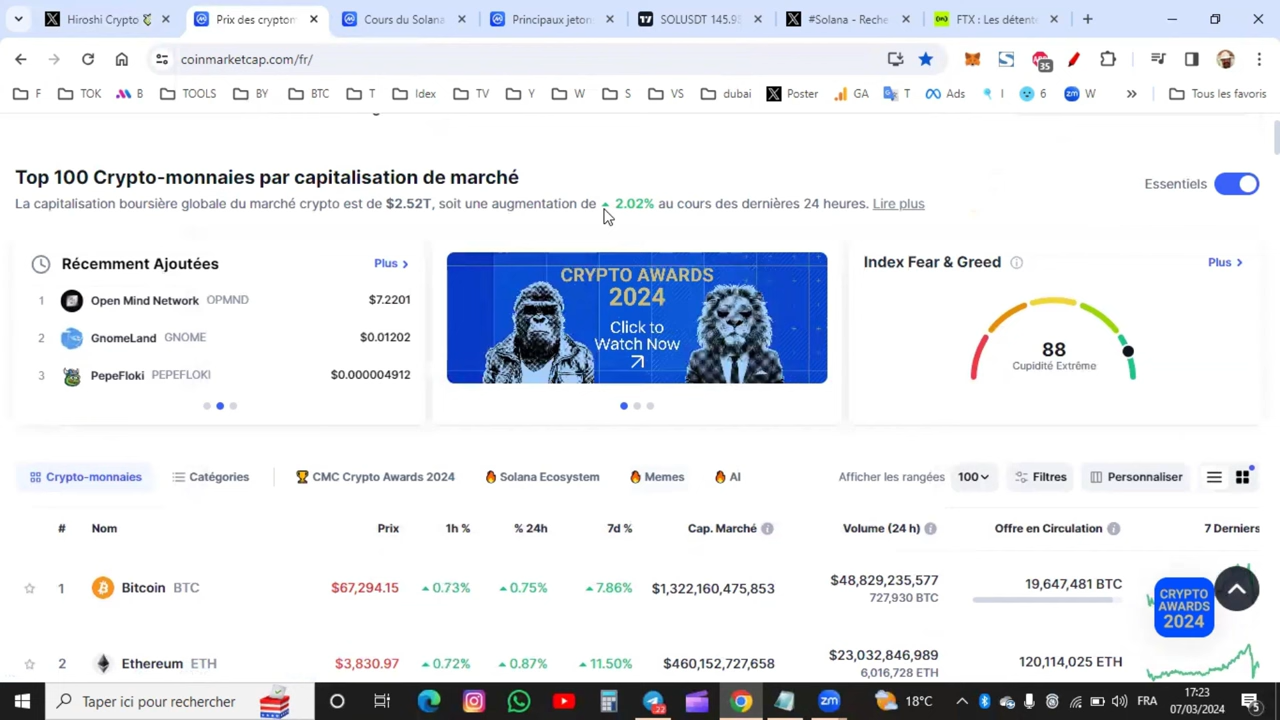 Hiroshi Crypto
Prix des cryptom
Cours du Solana
Principaux jeton
SOLUSDT 145.9
#Solana - Reche
FTX : Les détent
coinmarketcap.com/fr/
35
F
TOK
B
TOOLS
BY
BTC
T
Idex
TV
Y
W
S
VS
dubai
Poster
GA
T
Ads
I
6
W
Tous les favoris
Top 100 Crypto-monnaies par capitalisation de marché
Essentiels
La capitalisation boursière globale du marché crypto est de $2.52T, soit une augmentation de 2.02% au cours des dernières 24 heures. Lire plus
Récemment Ajoutées
Plus
1 Open Mind Network OPMND $7.2201
2 GnomeLand GNOME $0.01202
3 PepeFloki PEPEFLOKI $0.000004912
CRYPTO AWARDS
2024
Click to
Watch Now
Index Fear & Greed
Plus
88
Cupidité Extrême
Crypto-monnaies
Catégories
CMC Crypto Awards 2024
Solana Ecosystem
Memes
AI
Afficher les rangées
100
Filtres
Personnaliser
# Nom Prix 1h % % 24h 7d % Cap. Marché Volume (24 h) Offre en Circulation 7 Derniers
1 Bitcoin BTC $67,294.15 0.73% 0.75% 7.86% $1,322,160,475,853 $48,829,235,577 19,647,481 BTC
727,930 BTC
CRYPTO
AWARDS
2024
2 Ethereum ETH $3,830.97 0.72% 0.87% 11.50% $460,152,727,658 $23,032,846,989 120,114,025 ETH
6,016,728 ETH
Taper ici pour rechercher
22
zm
18°C
FRA
17:23
07/03/2024
5